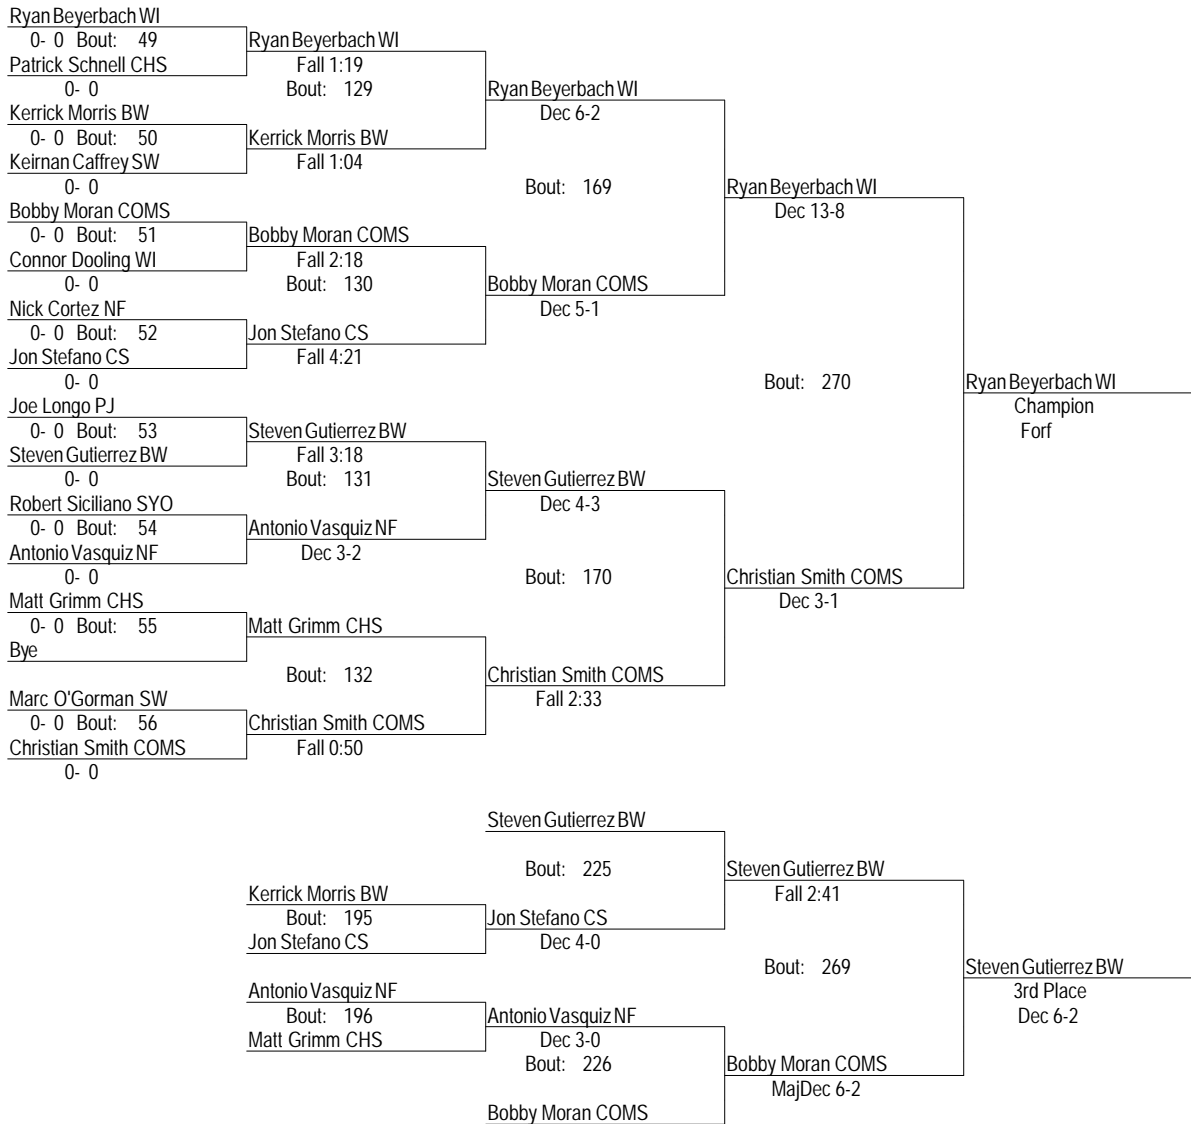 Ryan Beyerbach WI
0- 0 Bout: 49
Ryan Beyerbach WI
Patrick Schnell CHS
Fall 1:19
0- 0
Bout: 129
Ryan Beyerbach WI
Kerrick Morris BW
Dec 6-2
0- 0 Bout: 50
Kerrick Morris BW
Keirnan Caffrey SW
Fall 1:04
0- 0
Bout: 169
Ryan Beyerbach WI
Bobby Moran COMS
Dec 13-8
0- 0 Bout: 51
Bobby Moran COMS
Connor Dooling WI
Fall 2:18
0- 0
Bout: 130
Bobby Moran COMS
Nick Cortez NF
Dec 5-1
0- 0 Bout: 52
Jon Stefano CS
Jon Stefano CS
Fall 4:21
0- 0
Bout: 270
Ryan Beyerbach WI
Joe Longo PJ
Champion
0- 0 Bout: 53
Steven Gutierrez BW
Forf
Steven Gutierrez BW
Fall 3:18
0- 0
Bout: 131
Steven Gutierrez BW
Robert Siciliano SYO
Dec 4-3
0- 0 Bout: 54
Antonio Vasquiz NF
Antonio Vasquiz NF
Dec 3-2
0- 0
Bout: 170
Christian Smith COMS
Matt Grimm CHS
Dec 3-1
0- 0 Bout: 55
Matt Grimm CHS
Bye
Bout: 132
Christian Smith COMS
Marc O'Gorman SW
Fall 2:33
0- 0 Bout: 56
Christian Smith COMS
Christian Smith COMS
Fall 0:50
0- 0
Steven Gutierrez BW
Bout: 225
Steven Gutierrez BW
Kerrick Morris BW
Fall 2:41
Bout: 195
Jon Stefano CS
Jon Stefano CS
Dec 4-0
Bout: 269
Steven Gutierrez BW
Antonio Vasquiz NF
3rd Place
Bout: 196
Antonio Vasquiz NF
Dec 6-2
Matt Grimm CHS
Dec 3-0
Bout: 226
Bobby Moran COMS
MajDec 6-2
Bobby Moran COMS